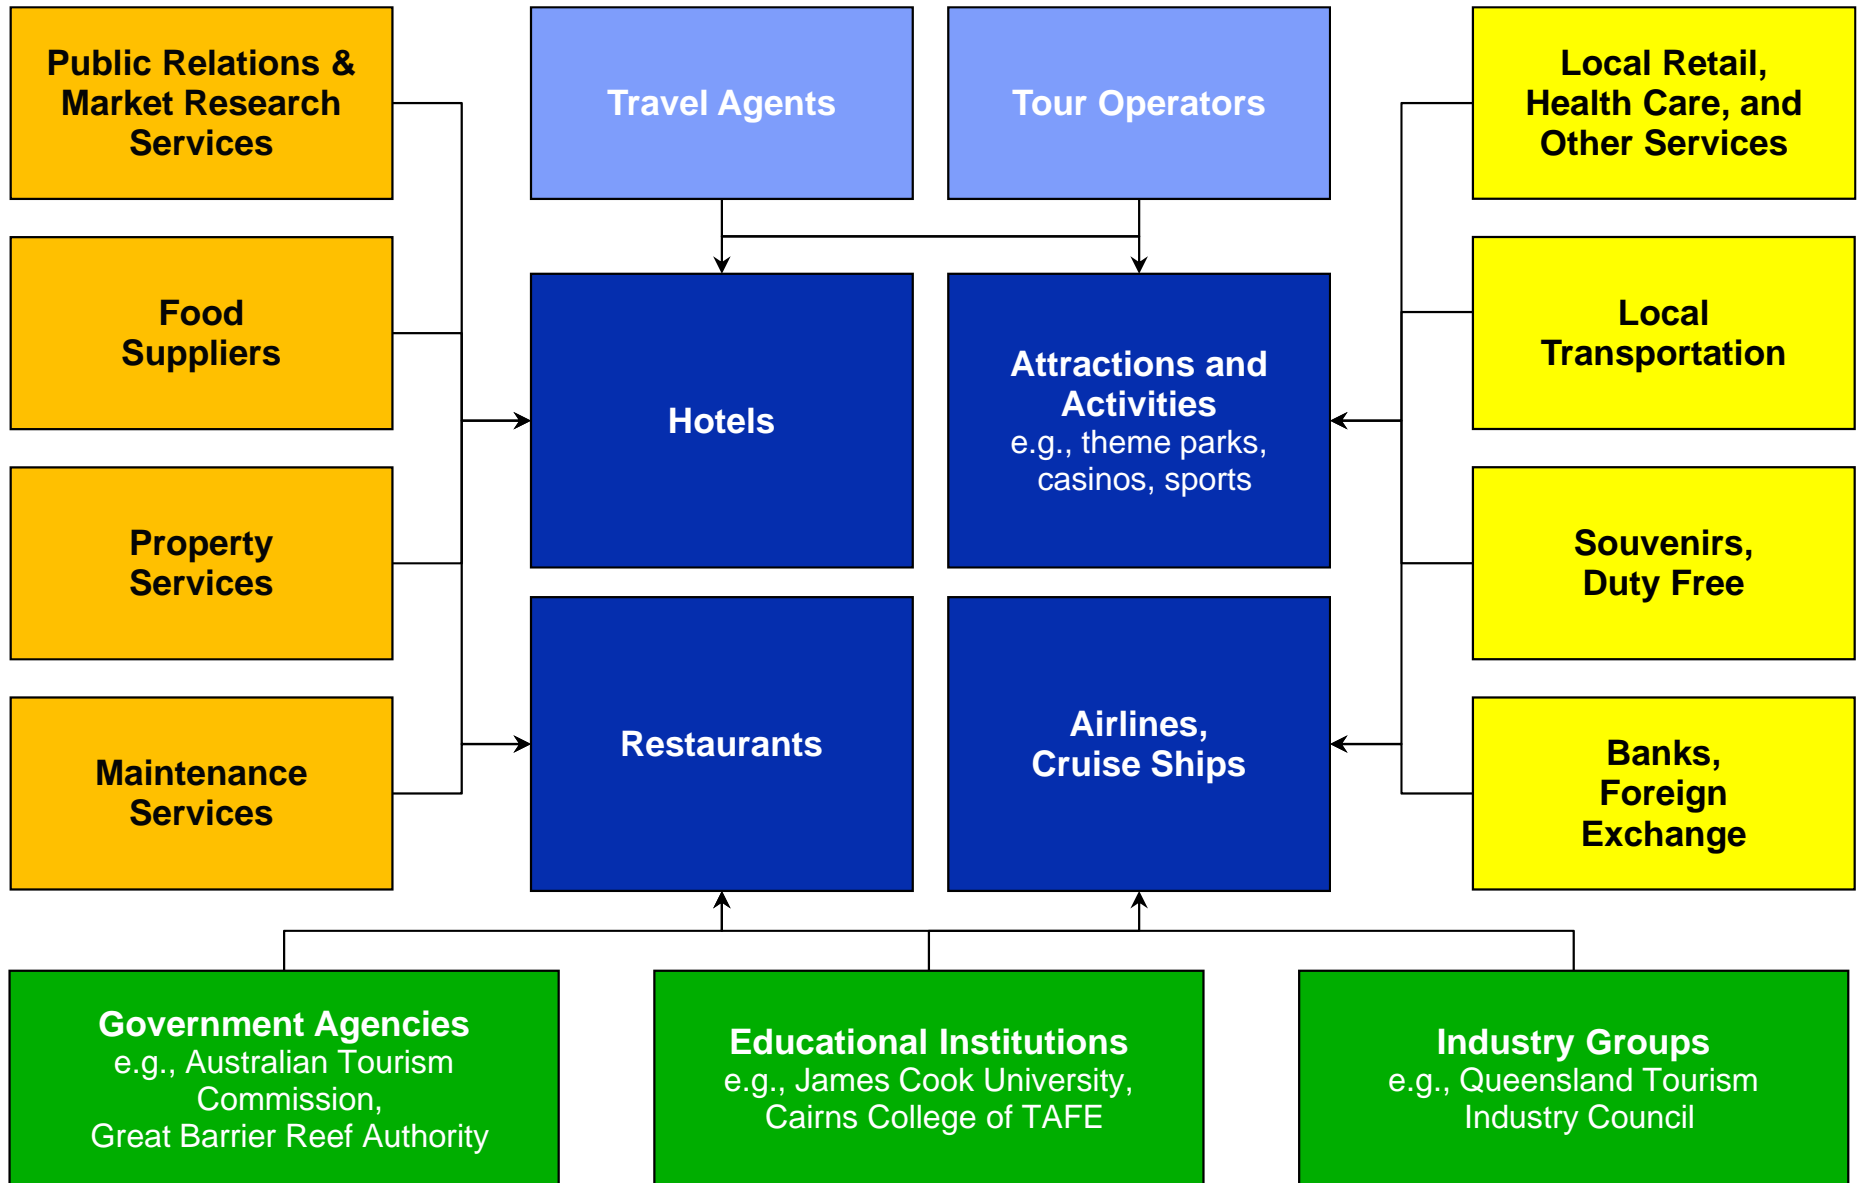 Public Relations &
Market Research
Services
Travel Agents
Tour Operators
Local Retail,
Health Care, and
Other Services
Food
Suppliers
Hotels
Attractions and
Activities
e.g., theme parks,
casinos, sports
Local
Transportation
Property
Services
Souvenirs,
Duty Free
Maintenance
Services
Restaurants
Airlines,
Cruise Ships
Banks,
Foreign
Exchange
Government Agencies
e.g., Australian Tourism
Commission,
Great Barrier Reef Authority
Educational Institutions
e.g., James Cook University,
Cairns College of TAFE
Industry Groups
e.g., Queensland Tourism
Industry Council